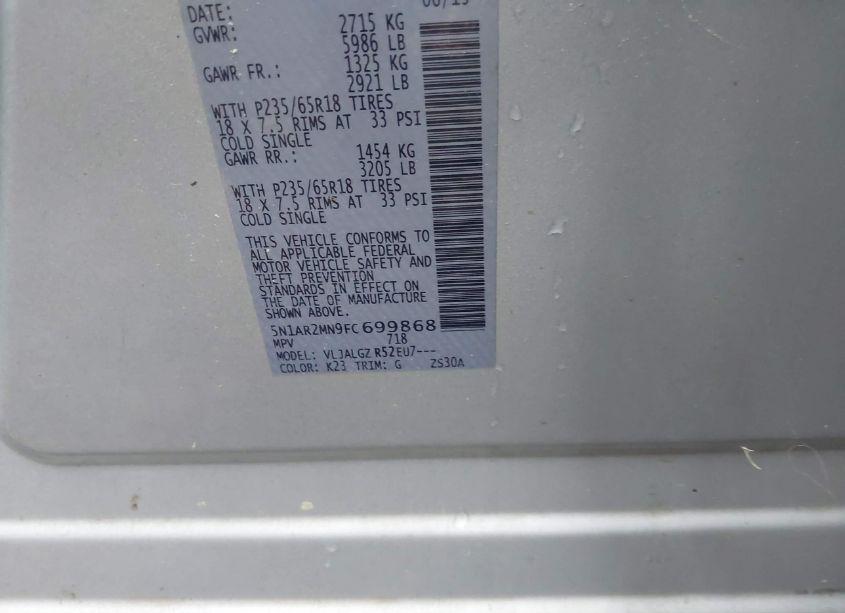 DATE:
GVWR: 2715 KG
5986 LB
GAWR FR.: 1325 KG
2921 LB
WITH P235/65R18 TIRES
18 X 7.5 RIMS AT 33 PSI
COLD SINGLE
GAWR RR.: 1454 KG
3205 LB
WITH P235/65R18 TIRES
18 X 7.5 RIMS AT 33 PSI
COLD SINGLE
THIS VEHICLE CONFORMS TO
ALL APPLICABLE FEDERAL
MOTOR VEHICLE SAFETY AND
THEFT PREVENTION
STANDARDS IN EFFECT ON
THE DATE OF MANUFACTURE
SHOWN ABOVE.
5N1AR2MN9FC699868
MPV 718
MODEL: VLJALGZ R52EU7---
COLOR: K23 TRIM: G ZS30A